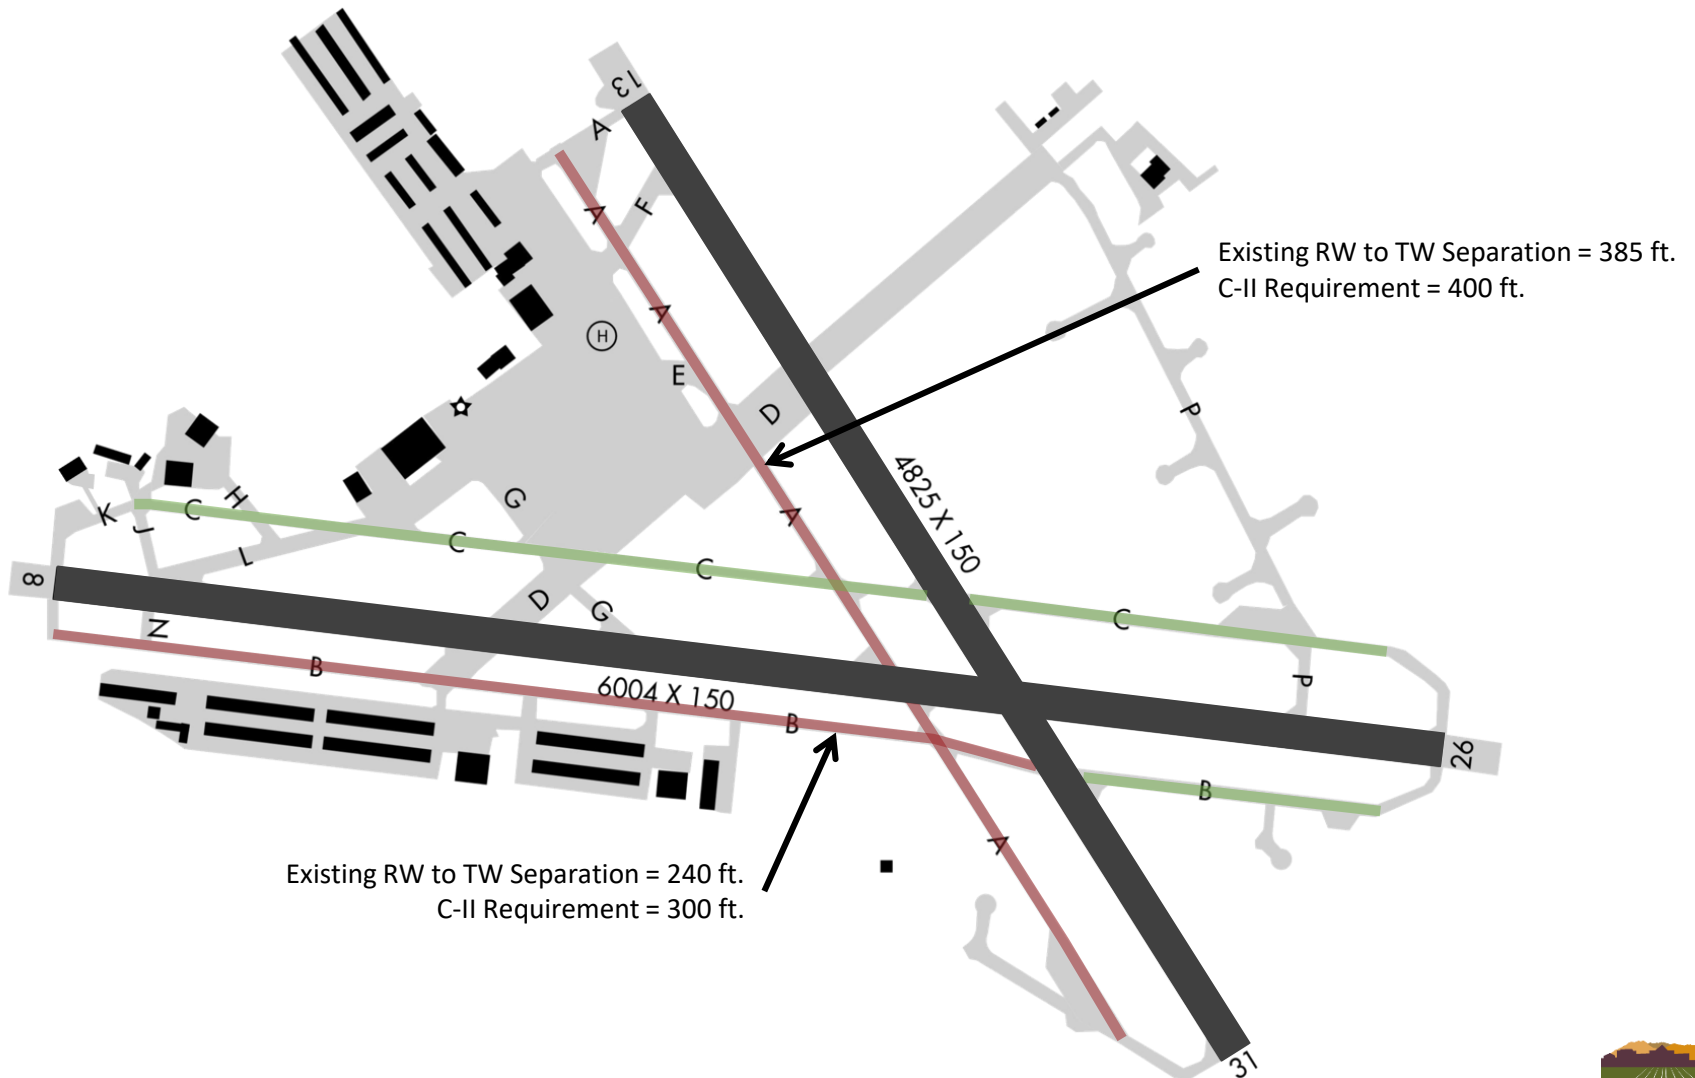 13
A
F
A
Existing RW to TW Separation = 385 ft.
C-II Requirement = 400 ft.
A
H
E
D
P
4825 X 150
H
G
K
J
C
A
C
L
C
8
D
G
C
N
B
6004 X 150
P
B
26
B
A
Existing RW to TW Separation = 240 ft.
C-II Requirement = 300 ft.
31